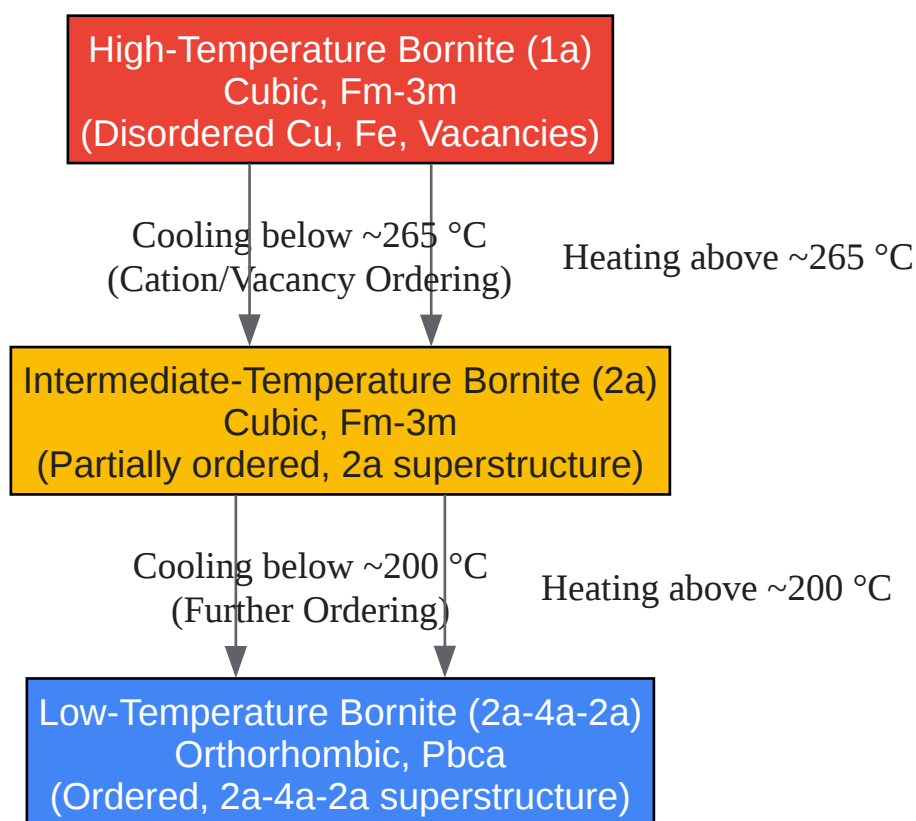 High-Temperature Bornite (1a)
Cubic, Fm-3m
(Disordered Cu, Fe, Vacancies)
Cooling below ~265 °C
(Cation/Vacancy Ordering)
Heating above ~265 °C
Intermediate-Temperature Bornite (2a)
Cubic, Fm-3m
(Partially ordered, 2a superstructure)
Cooling below ~200 °C
(Further Ordering)
Heating above ~200 °C
Low-Temperature Bornite (2a-4a-2a)
Orthorhombic, Pbca
(Ordered, 2a-4a-2a superstructure)